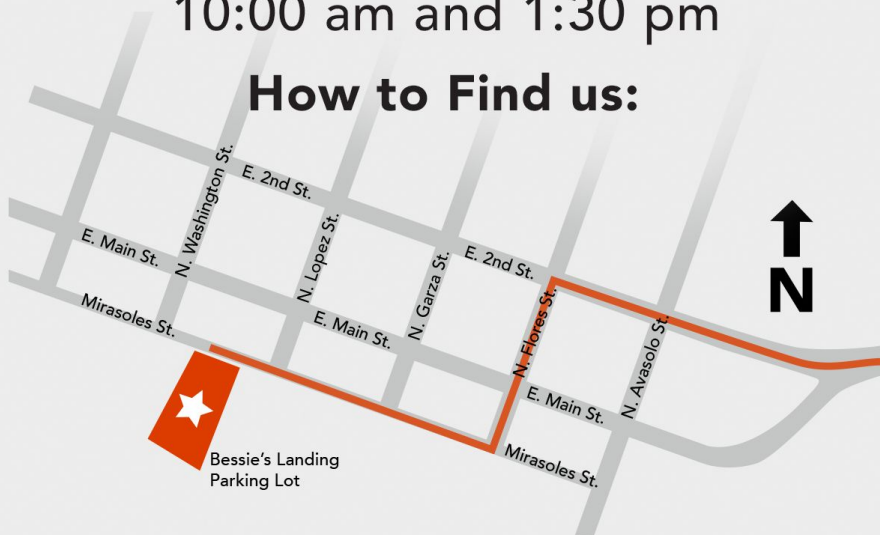 10:00 am and 1:30 pm
How to Find us:
N. Washington St.
E. 2nd St.
N. Lopez St.
E. Main St.
N. Garza St.
E. 2nd St.
N
Mirasoles St.
E. Main St.
N. Flores St.
N. Avasolo St.
E. Main St.
Bessie's Landing
Parking Lot
Mirasoles St.